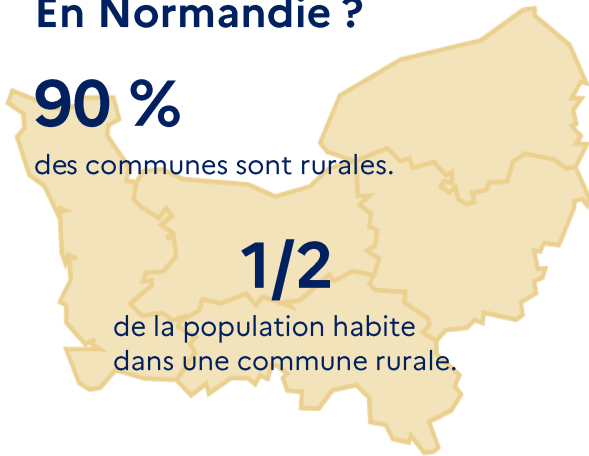 En Normandie ?
90 %
des communes sont rurales.
1/2
de la population habite
dans une commune rurale.